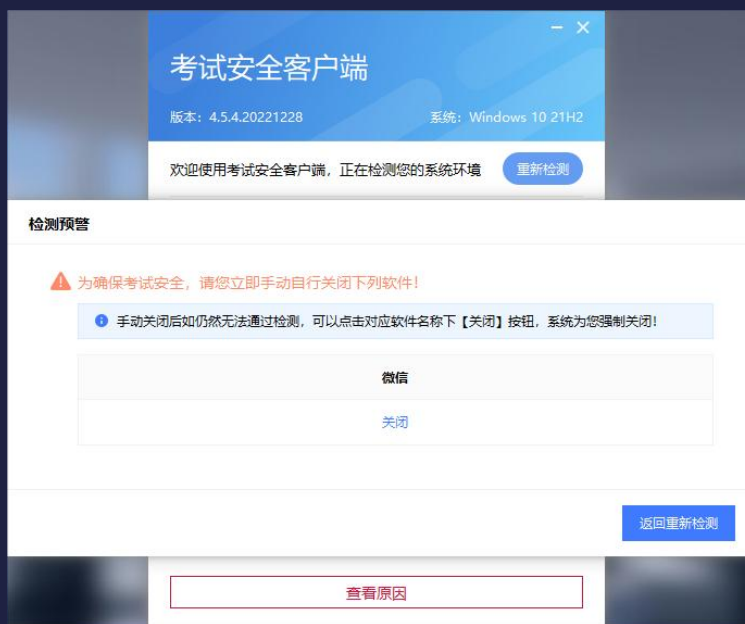 考试安全客户端
版本：4.5.4.20221228 系统：Windows 10 21H2
欢迎使用考试安全客户端，正在检测您的系统环境 重新检测
检测预警
为确保考试安全，请您立即手动自行关闭下列软件！
手动关闭后如仍然无法通过检测，可以点击对应软件名称下【关闭】按钮，系统为您强制关闭！
微信
关闭
返回重新检测
查看原因